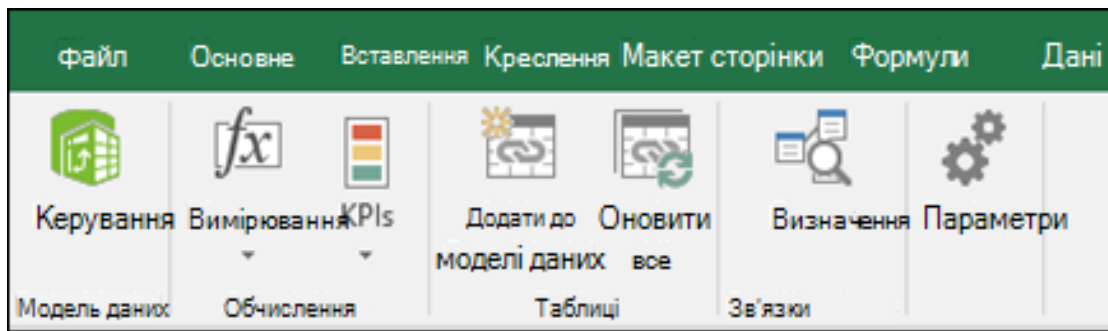 Файл Основне Вставлення Креслення Макет сторінки Формули Дані
Керування Вимірювання KPIs Додати до Оновити Визначення Параметри
моделі даних все
Модель даних Обчислення Таблиці Зв'язки